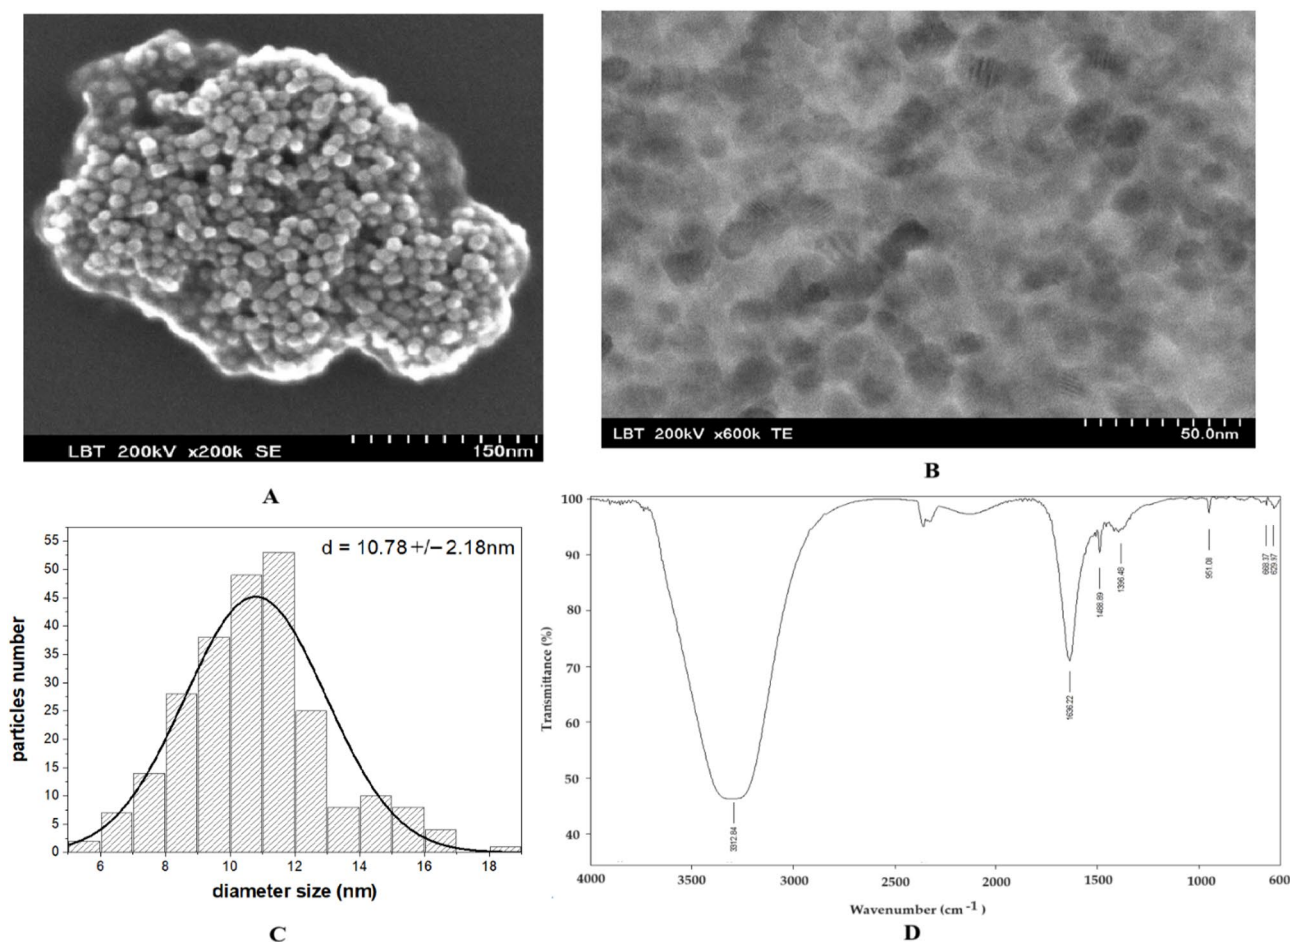 LBT 200kV x200k SE 150nm
A
LBT 200kV x600k TE 50.0nm
B
d = 10.78 +/− 2.18nm
particles number
55
50
45
40
35
30
25
20
15
10
5
0
6 8 10 12 14 16 18
diameter size (nm)
C
Transmittance (%)
100
90
80
70
60
50
40
3312.84
1636.22
1488.89
1396.48
951.08
668.37
629.97
4000 3500 3000 2500 2000 1500 1000 600
Wavenumber (cm-1)
D